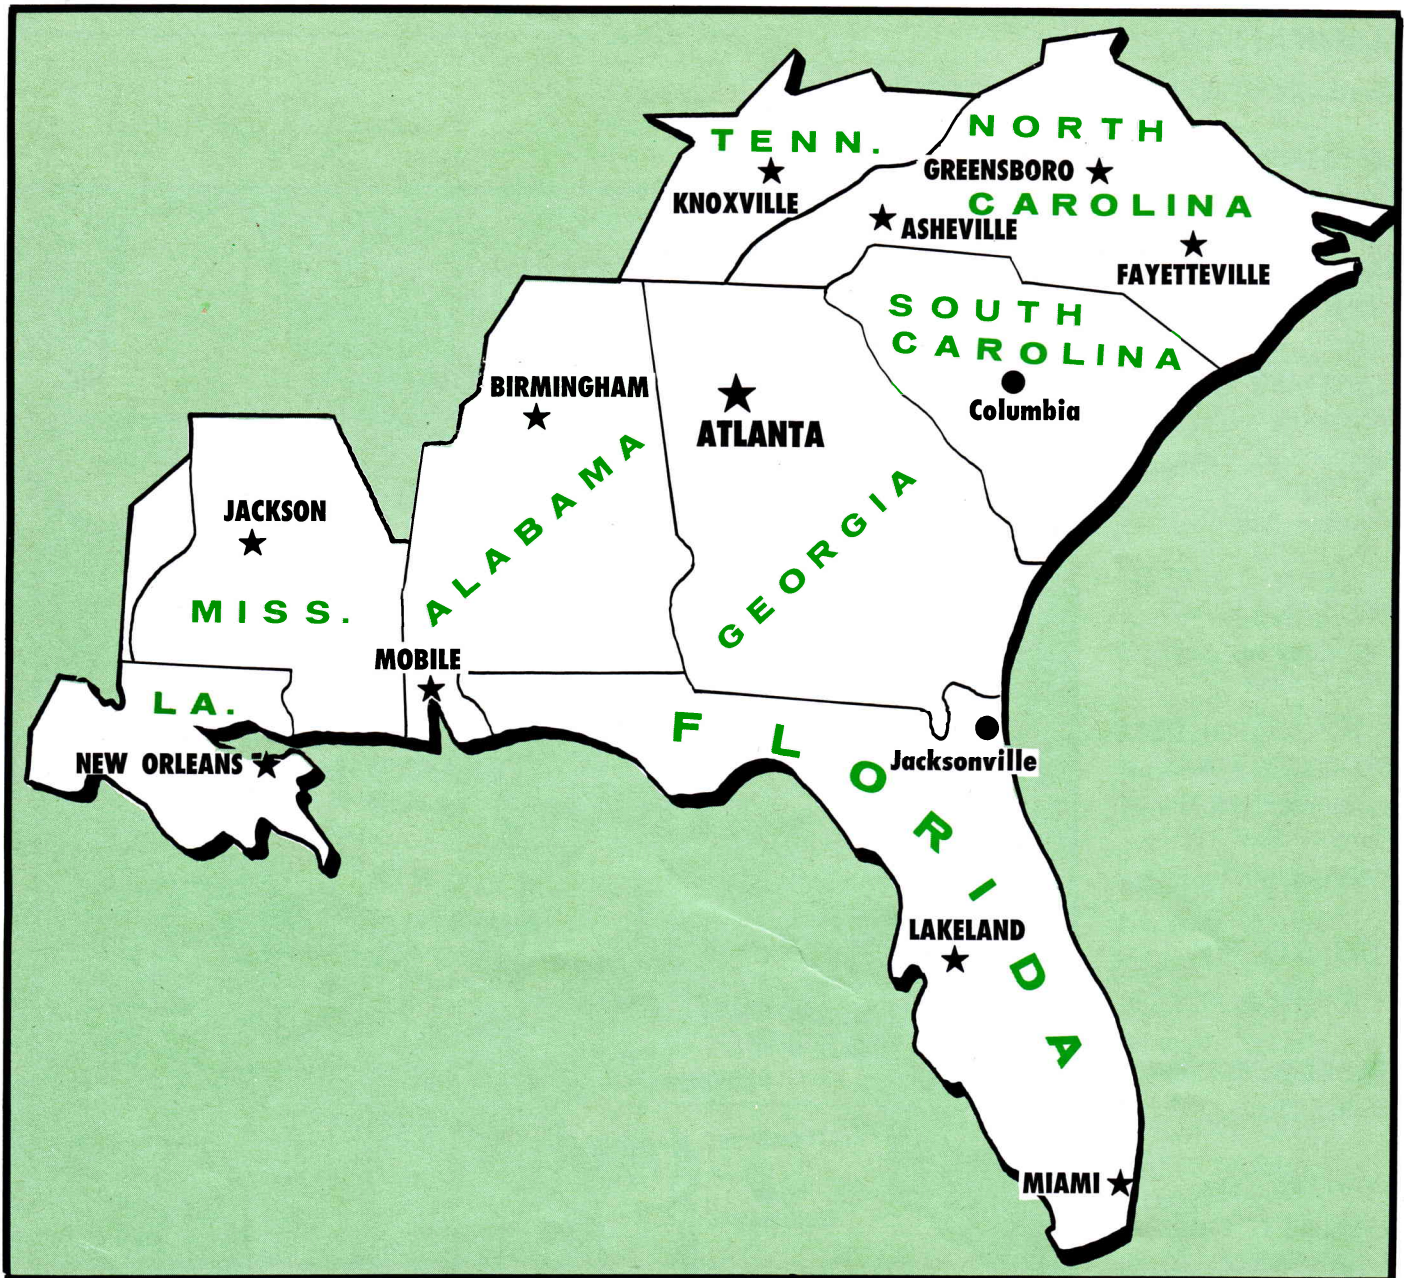 NORTH
TENN.
GREENSBORO
KNOXVILLE
CAROLINA
ASHEVILLE
FAYETTEVILLE
SOUTH
CAROLINA
BIRMINGHAM
Columbia
ATLANTA
ALABAMA
GEORGIA
JACKSON
MISS.
MOBILE
LA.
FLORIDA
NEW ORLEANS
Jacksonville
LAKELAND
MIAMI